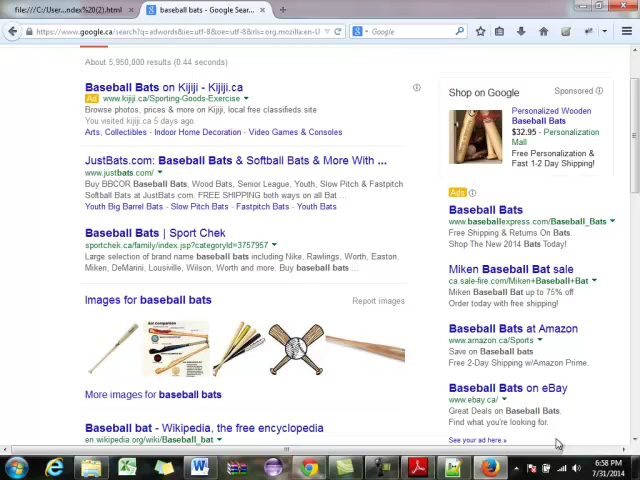 file:///C:/User...ndex%20(2).html
baseball bats - Google Sear...
https://www.google.ca/search?q=adwords&ie=utf-8&oe=utf-8&rls=org.mozilla:en-U
Google
About 5,950,000 results (0.44 seconds)
Baseball Bats on Kijiji - Kijiji.ca
Ad www.kijiji.ca/Sporting-Goods-Exercise
Browse photos, prices & more on Kijiji, local free classifieds site
You visited kijiji.ca 5 days ago.
Arts, Collectibles - Indoor Home Decoration - Video Games & Consoles
JustBats.com: Baseball Bats & Softball Bats & More With ...
www.justbats.com/
Buy BBCOR Baseball Bats, Wood Bats, Senior League, Youth, Slow Pitch & Fastpitch
Softball Bats at JustBats.com. FREE SHIPPING both ways on all Bat ...
Youth Big Barrel Bats - Slow Pitch Bats - Fastpitch Bats - Youth Bats
Baseball Bats | Sport Chek
sportchek.ca/family/index.jsp?categoryId=3757957
Large selection of brand name baseball bats including Nike, Rawlings, Worth, Easton,
Miken, DeMarini, Lousiville, Wilson, Worth and more. Buy baseball bats ...
Images for baseball bats
Report images
More images for baseball bats
Baseball bat - Wikipedia, the free encyclopedia
en.wikipedia.org/wiki/Baseball_bat
Shop on Google
Sponsored
Personalized Wooden
Baseball Bats
$32.95 - Personalization
Mall
Free Personalization &
Fast 1-2 Day Shipping!
Ads
Baseball Bats
www.baseballexpress.com/Baseball_Bats
Free Shipping & Returns On Bats.
Shop The New 2014 Bats Today!
Miken Baseball Bat sale
ca.sale-fire.com/Miken+Baseball+Bat
Miken Baseball Bat up to 75% off
Order today with free shipping!
Baseball Bats at Amazon
www.amazon.ca/Sports
Save on Baseball bats
Free 2-Day Shipping w/Amazon Prime.
Baseball Bats on eBay
www.ebay.ca/
Great Deals on Baseball Bats.
Find what you're looking for.
See your ad here »
6:58 PM
7/31/2014